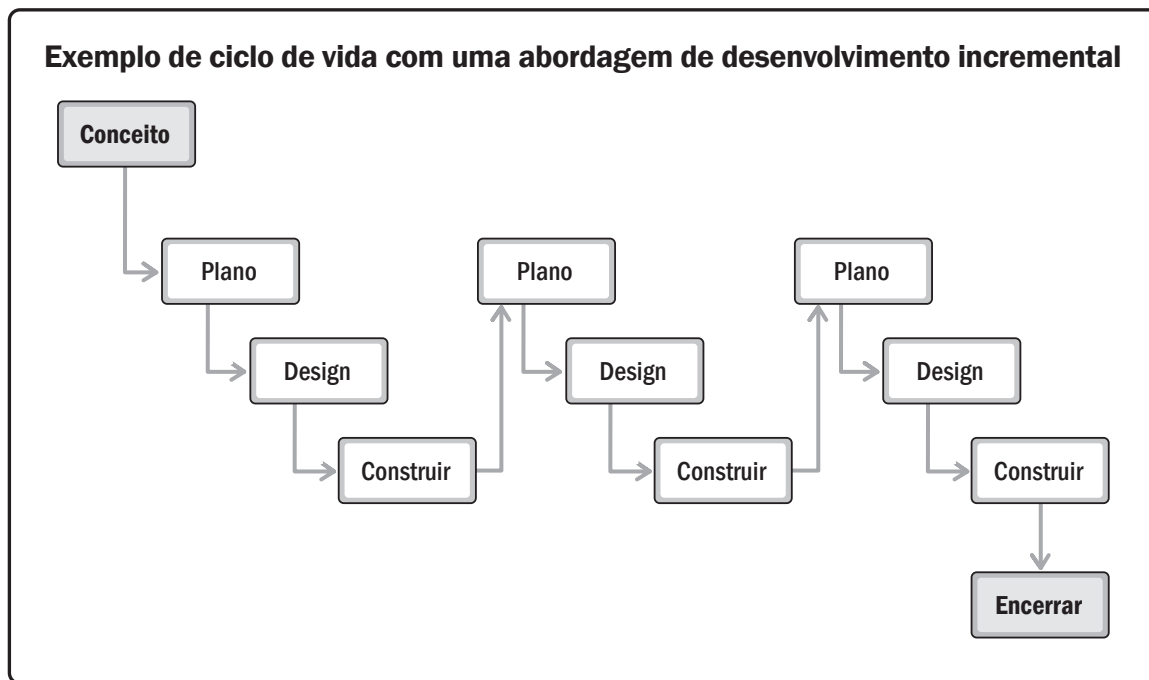 Exemplo de ciclo de vida com uma abordagem de desenvolvimento incremental
Conceito
Plano
Plano
Plano
Design
Design
Design
Construir
Construir
Construir
Encerrar